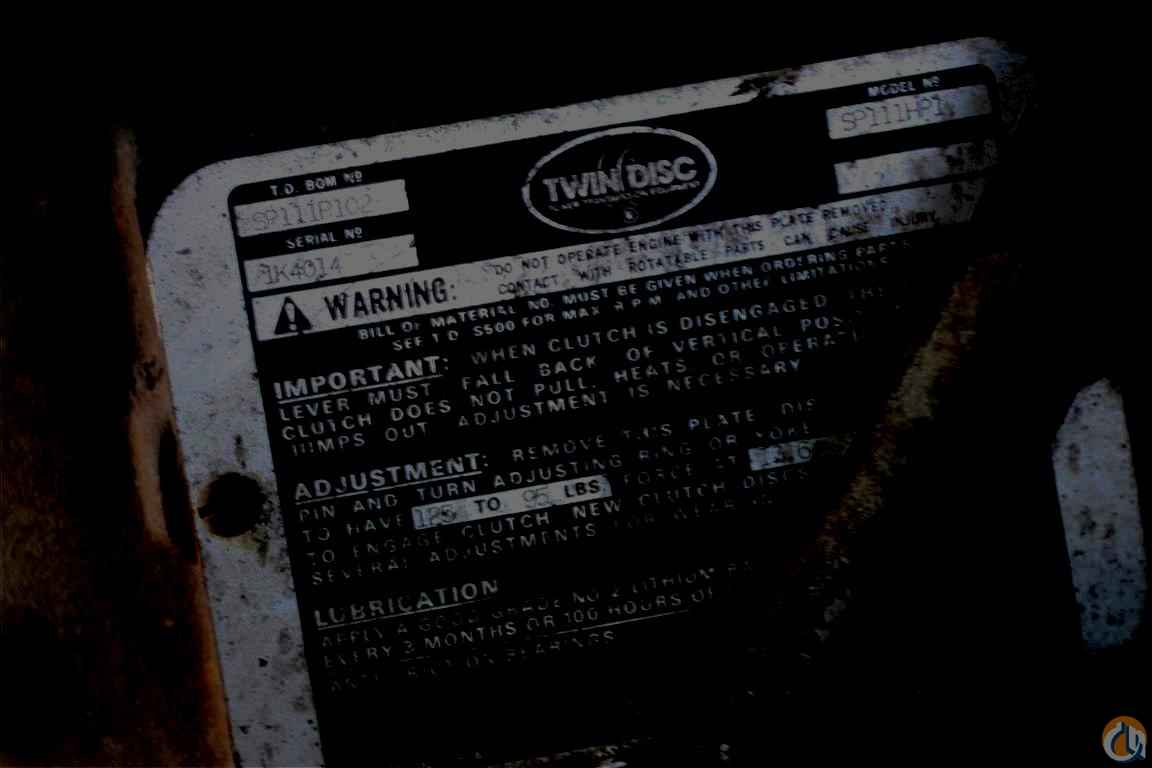 MODEL Nº
SP111HP1
T.D. BOM Nº
SP111P102
SERIAL Nº
1K4014
TWIN DISC
WARNING:
DO NOT OPERATE ENGINE WITH THIS PLATE REMOVED.
CONTACT WITH ROTATABLE PARTS CAN CAUSE INJURY.
BILL OF MATERIAL NO. MUST BE GIVEN WHEN ORDERING PARTS
SEE T D S500 FOR MAX R P M AND OTHER LIMITATIONS
IMPORTANT: WHEN CLUTCH IS DISENGAGED THE
LEVER MUST FALL BACK OF VERTICAL
CLUTCH DOES NOT PULL, HEATS OR
JUMPS OUT ADJUSTMENT IS NECESSARY
ADJUSTMENT: REMOVE THIS PLATE
PIN AND TURN ADJUSTING RING OR YOKE
TO HAVE 125 TO 95 LBS FORCE AT
TO ENGAGE CLUTCH NEW CLUTCH DISCS
SEVERAL ADJUSTMENTS FOR WEAR
LUBRICATION
APPLY A GOOD GRADE NO 2 LITHIUM
EVERY 3 MONTHS OR 100 HOURS OF
BEARINGS